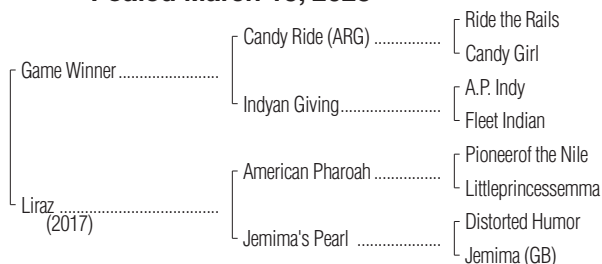 Ride the Rails
Candy Ride (ARG)
Candy Girl
Game Winner
A.P. Indy
Indyan Giving
Fleet Indian
Pioneerof the Nile
American Pharoah
Littleprincessemma
Liraz
(2017)
Distorted Humor
Jemima's Pearl
Jemima (GB)